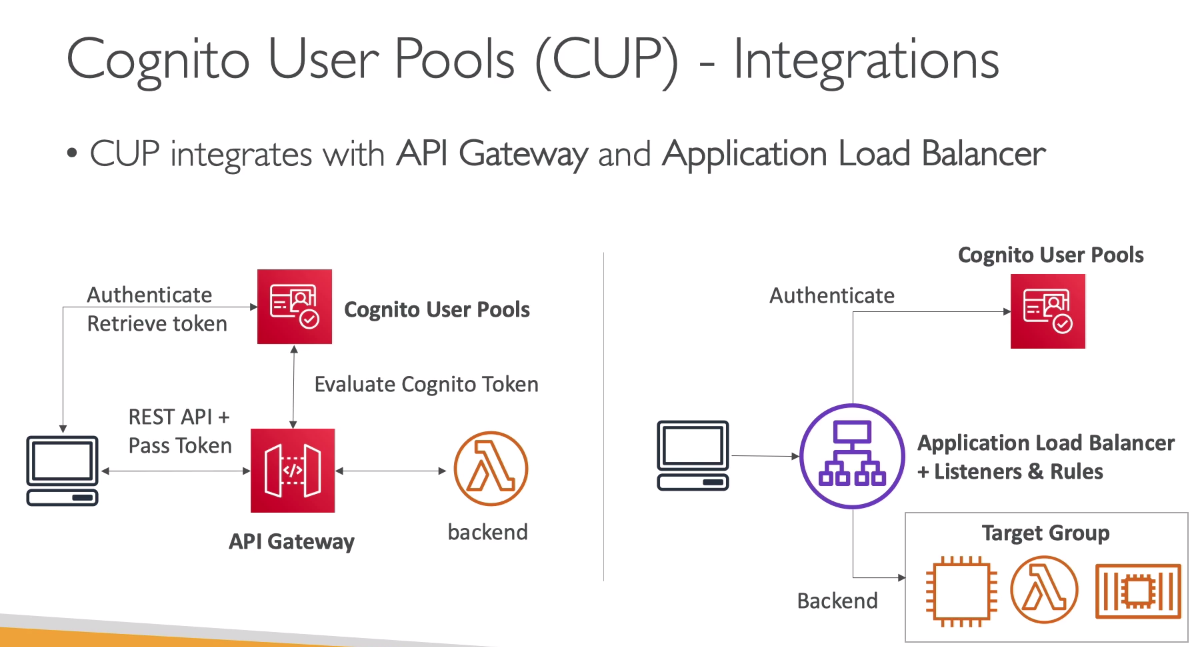 Cognito User Pools (CUP) - Integrations
• CUP integrates with API Gateway and Application Load Balancer
Authenticate
Retrieve token
Cognito User Pools
Evaluate Cognito Token
REST API +
Pass Token
</>
API Gateway
backend
Cognito User Pools
Authenticate
Application Load Balancer
+ Listeners & Rules
Target Group
Backend